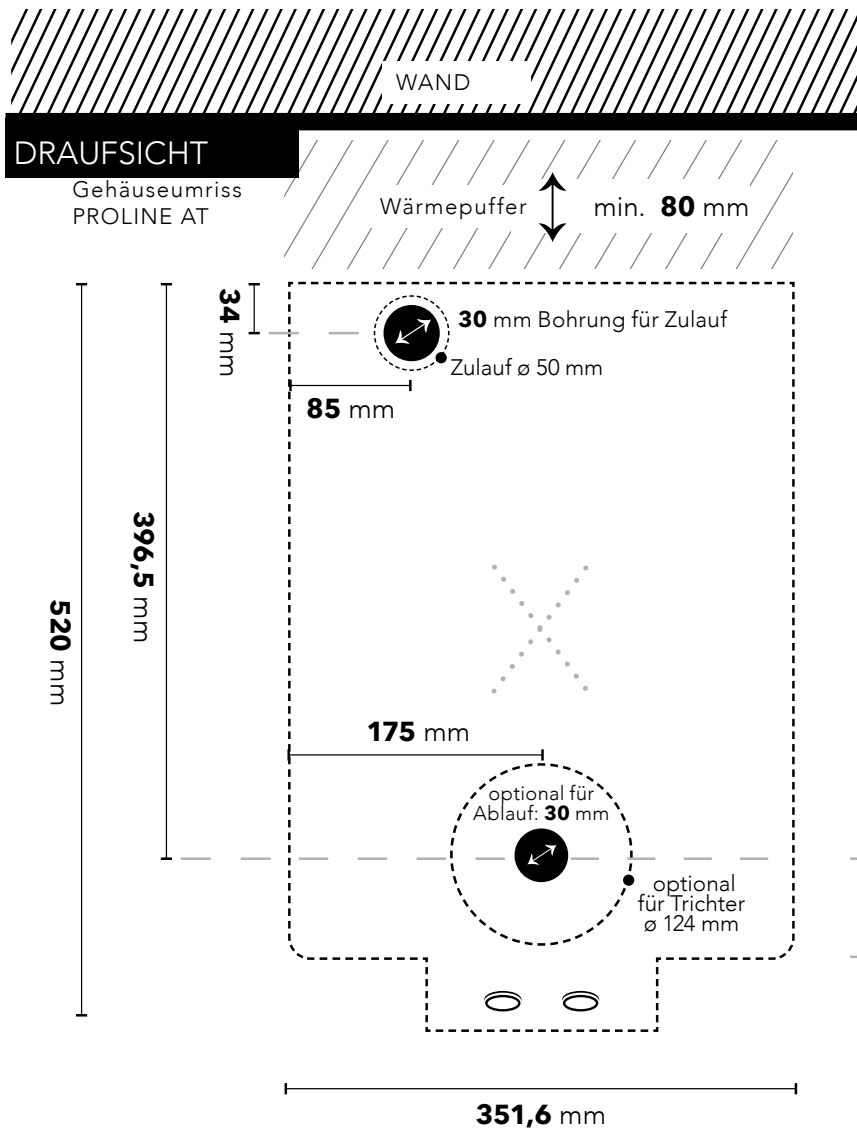 WAND
DRAUFSICHT
Gehäuseumriss
PROLINE AT
Wärmepuffer
min. 80 mm
34 mm
30 mm Bohrung für Zulauf
Zulauf ø 50 mm
85 mm
396,5 mm
520 mm
175 mm
optional für
Ablauf: 30 mm
optional
für Trichter
ø 124 mm
351,6 mm